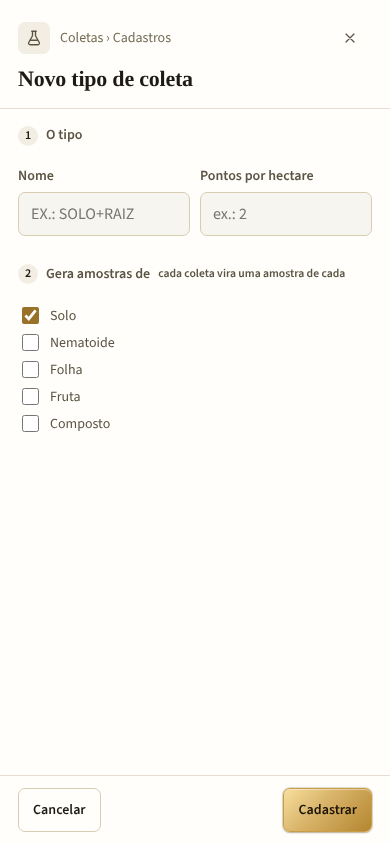 Coletas › Cadastros
Novo tipo de coleta
1 O tipo
Nome
Pontos por hectare
EX.: SOLO+RAIZ
ex.: 2
2 Gera amostras de cada coleta vira uma amostra de cada
Solo
Nematoide
Folha
Fruta
Composto
Cancelar
Cadastrar